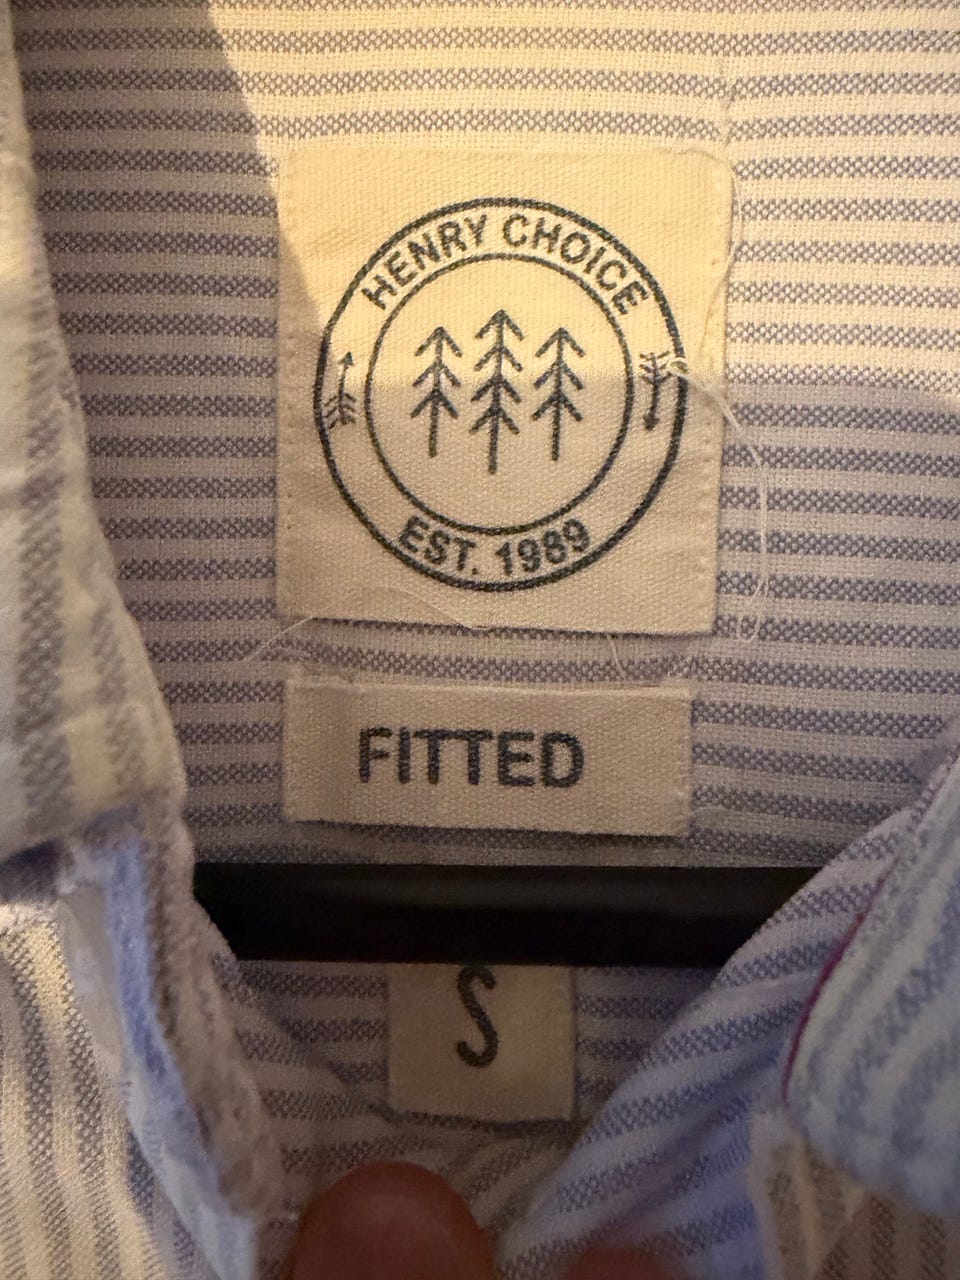 HENRY CHOICE
EST. 1989
FITTED
S